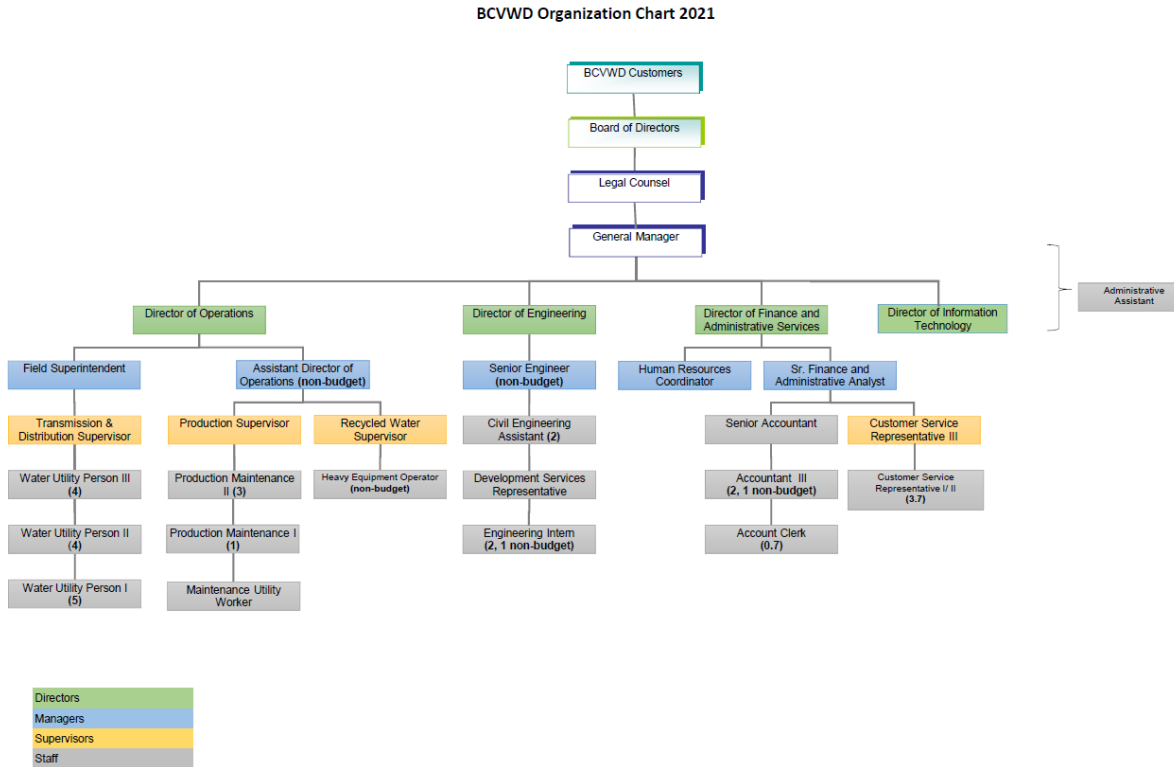 BCVWD Organization Chart 2021
BCVWD Customers
Board of Directors
Legal Counsel
General Manager
Administrative
Assistant
Director of Operations
Director of Engineering
Director of Finance and
Administrative Services
Director of Information
Technology
Field Superintendent
Assistant Director of
Operations (non-budget)
Senior Engineer
(non-budget)
Human Resources
Coordinator
Sr. Finance and
Administrative Analyst
Transmission &
Distribution Supervisor
Production Supervisor
Recycled Water
Supervisor
Civil Engineering
Assistant (2)
Senior Accountant
Customer Service
Representative III
Water Utility Person III
(4)
Production Maintenance
II (3)
Heavy Equipment Operator
(non-budget)
Development Services
Representative
Accountant III
(2, 1 non-budget)
Customer Service
Representative I/ II
(3.7)
Water Utility Person II
(4)
Production Maintenance I
(1)
Engineering Intern
(2, 1 non-budget)
Account Clerk
(0.7)
Water Utility Person I
(5)
Maintenance Utility
Worker
Directors
Managers
Supervisors
Staff